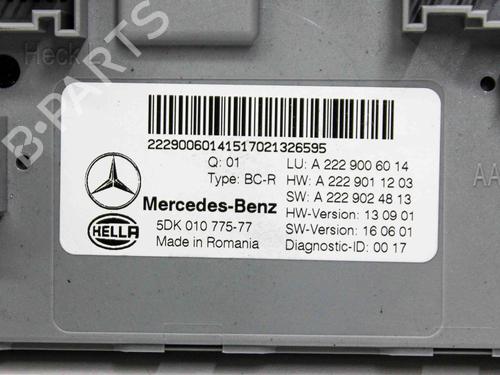 Heck
B-PARTS
22290060141517021326595
Q: 01
LU: A 222 900 60 14
Type: BC-R
HW: A 222 901 12 03
SW: A 222 902 48 13
Mercedes-Benz
HW-Version: 13 09 01
HELLA
5DK 010 775-77
SW-Version: 16 06 01
Made in Romania
Diagnostic-ID: 00 17
AA